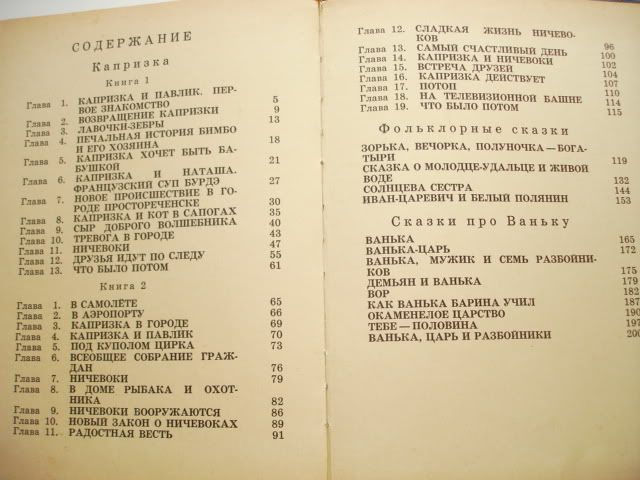 СОДЕРЖАНИЕ
Капризка
Книга 1
Глава 1. КАПРИЗКА И ПАВЛИК. ПЕР-
ВОЕ ЗНАКОМСТВО 5
Глава 2. ВОЗВРАЩЕНИЕ КАПРИЗКИ 9
Глава 3. ЛАВОЧКИ-ЗЕБРЫ 13
Глава 4. ПЕЧАЛЬНАЯ ИСТОРИЯ БИМБО
И ЕГО ХОЗЯИНА 18
Глава 5. КАПРИЗКА ХОЧЕТ БЫТЬ БА-
БУШКОЙ 21
Глава 6. КАПРИЗКА И НАТАША.
ФРАНЦУЗСКИЙ СУП БУРДЭ 27
Глава 7. НОВОЕ ПРОИСШЕСТВИЕ В ГО-
РОДЕ ПРОСТОРЕЧЕНСКЕ 30
Глава 8. КАПРИЗКА И КОТ В САПОГАХ 35
Глава 9. СЫР ДОБРОГО ВОЛШЕБНИКА 40
Глава 10. ТРЕВОГА В ГОРОДЕ 43
Глава 11. НИЧЕВОКИ 47
Глава 12. ДРУЗЬЯ ИДУТ ПО СЛЕДУ 55
Глава 13. ЧТО БЫЛО ПОТОМ 61
Книга 2
Глава 1. В САМОЛЁТЕ 65
Глава 2. В АЭРОПОРТУ 66
Глава 3. КАПРИЗКА В ГОРОДЕ 69
Глава 4. КАПРИЗКА И ПАВЛИК 70
Глава 5. ПОД КУПОЛОМ ЦИРКА 73
Глава 6. ВСЕОБЩЕЕ СОБРАНИЕ ГРАЖ-
ДАН 76
Глава 7. НИЧЕВОКИ 79
Глава 8. В ДОМЕ РЫБАКА И ОХОТ-
НИКА 82
Глава 9. НИЧЕВОКИ ВООРУЖАЮТСЯ 86
Глава 10. НОВЫЙ ЗАКОН О НИЧЕВОКАХ 89
Глава 11. РАДОСТНАЯ ВЕСТЬ 91
Глава 12. СЛАДКАЯ ЖИЗНЬ НИЧЕВО-
КОВ 96
Глава 13. САМЫЙ СЧАСТЛИВЫЙ ДЕНЬ 100
Глава 14. КАПРИЗКА И НИЧЕВОКИ 102
Глава 15. ВСТРЕЧА ДРУЗЕЙ 104
Глава 16. КАПРИЗКА ДЕЙСТВУЕТ 107
Глава 17. ПОТОП 110
Глава 18. НА ТЕЛЕВИЗИОННОЙ БАШНЕ 114
Глава 19. ЧТО БЫЛО ПОТОМ 115
Фольклорные сказки
ЗОРЬКА, ВЕЧОРКА, ПОЛУНОЧКА — БОГА-
ТЫРИ 119
СКАЗКА О МОЛОДЦЕ-УДАЛЬЦЕ И ЖИВОЙ
ВОДЕ 132
СОЛНЦЕВА СЕСТРА 144
ИВАН-ЦАРЕВИЧ И БЕЛЫЙ ПОЛЯНИН 153
Сказки про Ваньку
ВАНЬКА 165
ВАНЬКА-ЦАРЬ 172
ВАНЬКА, МУЖИК И СЕМЬ РАЗБОЙНИ-
КОВ 175
ДЕМЬЯН И ВАНЬКА 179
ВОР 182
КАК ВАНЬКА БАРИНА УЧИЛ 187
ОКАМЕНЕЛОЕ ЦАРСТВО 190
ТЕБЕ — ПОЛОВИНА 197
ВАНЬКА, ЦАРЬ И РАЗБОЙНИКИ 200